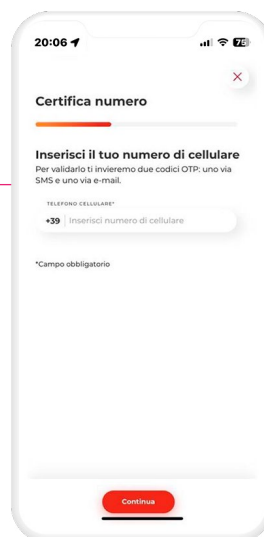 20:06
75
Certifica numero
Inserisci il tuo numero di cellulare
Per validarlo ti invieremo due codici OTP: uno via
SMS e uno via e-mail.
TELEFONO CELLULARE*
+39 Inserisci numero di cellulare
*Campo obbligatorio
Continua